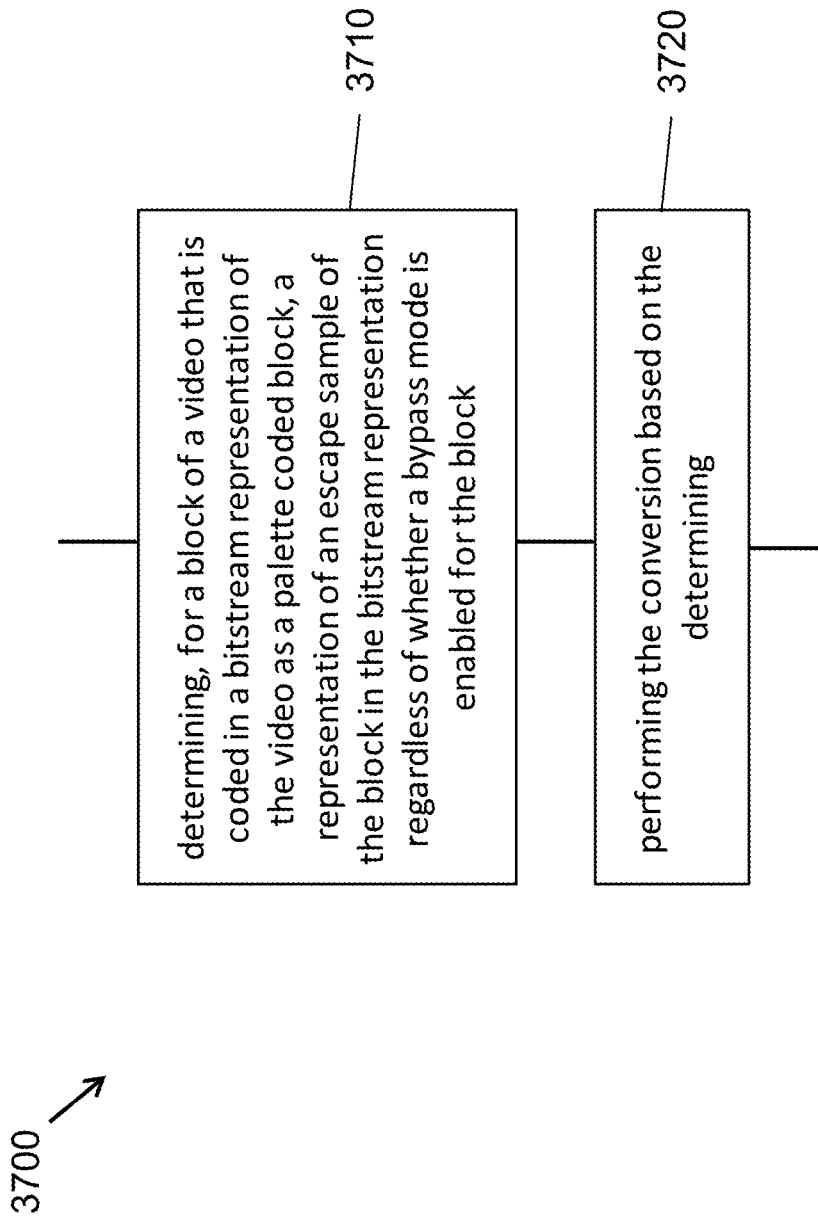 3700
determining, for a block of a video that is
coded in a bitstream representation of
the video as a palette coded block, a
representation of an escape sample of
the block in the bitstream representation
regardless of whether a bypass mode is
enabled for the block
3710
performing the conversion based on the
determining
3720